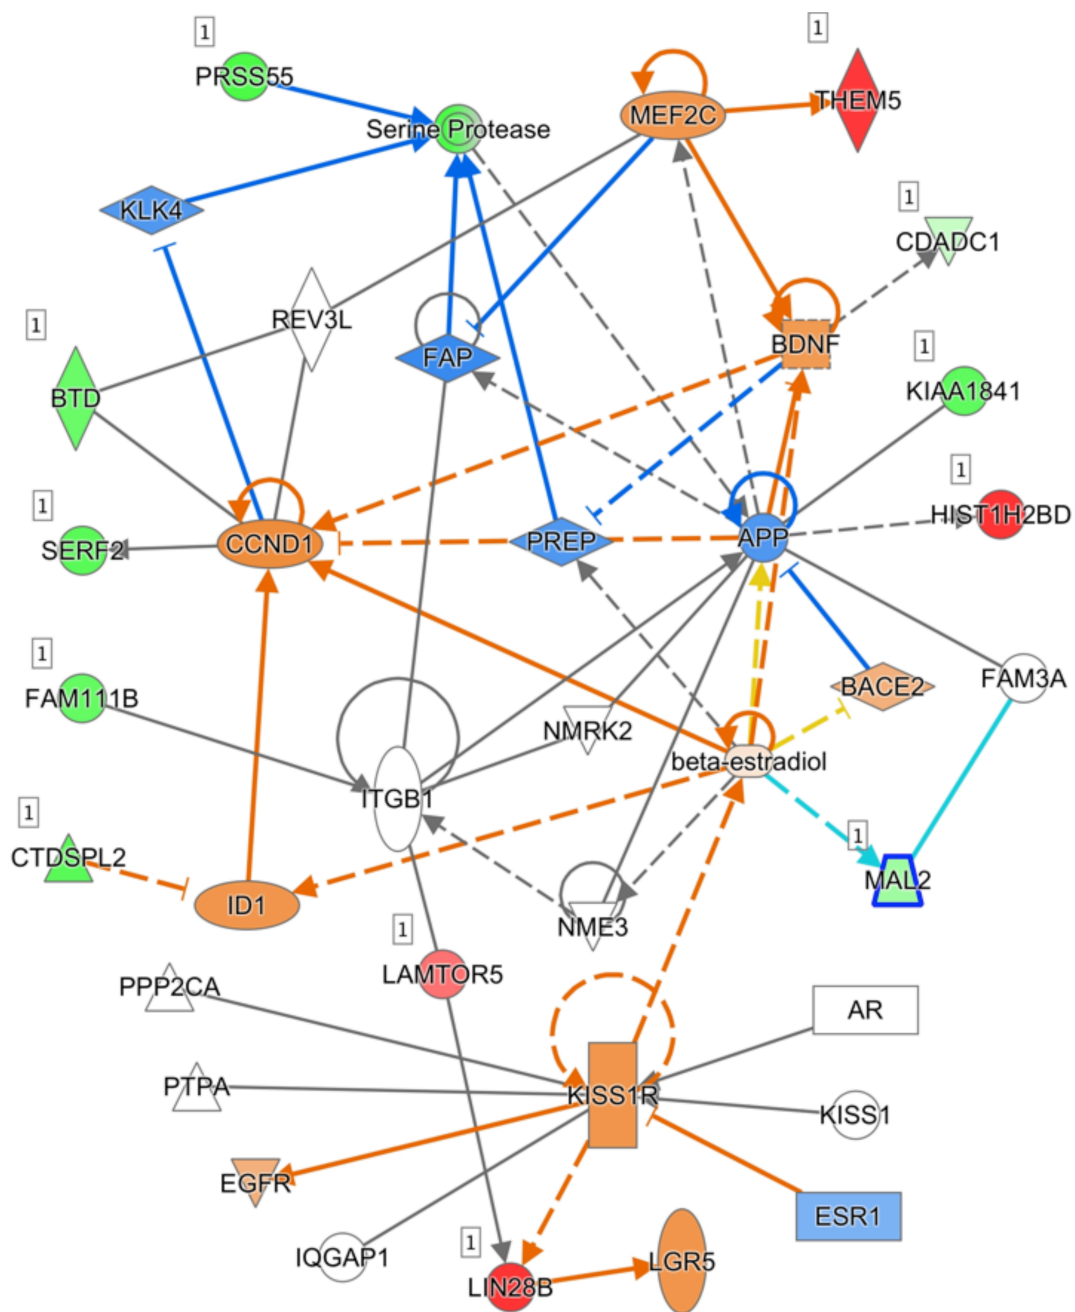 1
PRSS55
1
THEM5
MEF2C
Serine Protease
KLK4
1
CDADC1
REV3L
1
BTD
FAP
BDNF
1
KIAA1841
1
SERF2
CCND1
PREP
APP
1
HIST1H2BD
1
FAM111B
BACE2
FAM3A
NMRK2
beta-estradiol
ITGB1
1
CTDSPL2
1
MAL2
ID1
NME3
1
LAMTOR5
PPP2CA
AR
PTPA
KISS1R
KISS1
EGFR
ESR1
IQGAP1
1
LIN28B
LGR5